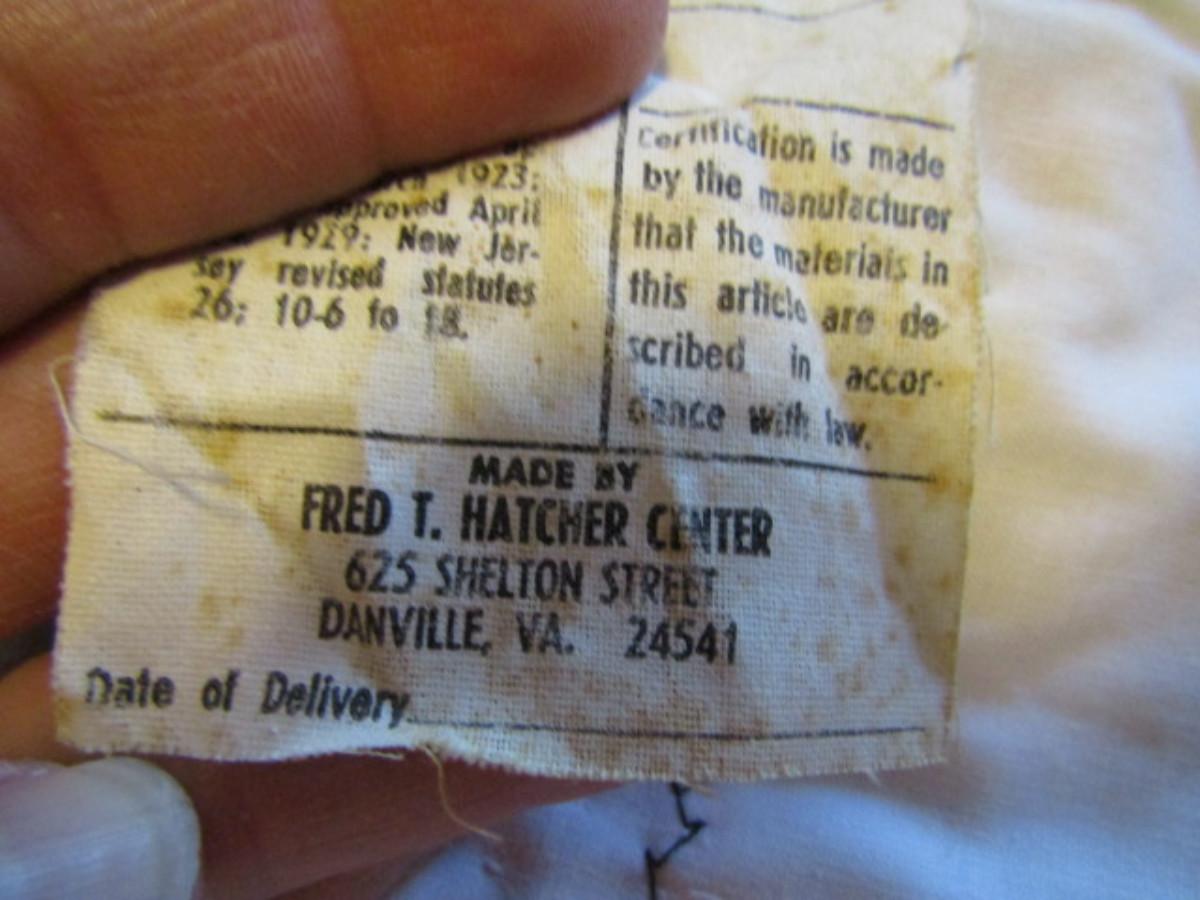 1923:
approved April
1929: New Jer-
sey revised statutes
26; 10-6 to 18.
Certification is made
by the manufacturer
that the materials in
this article are de-
scribed in accor-
dance with law.
MADE BY
FRED T. HATCHER CENTER
625 SHELTON STREET
DANVILLE, VA. 24541
Date of Delivery